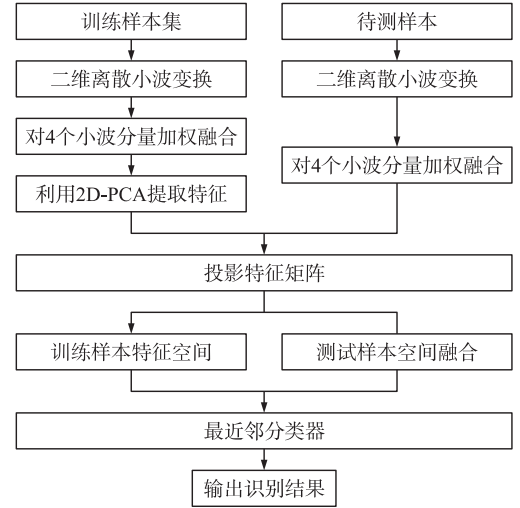 训练样本集
待测样本
二维离散小波变换
二维离散小波变换
对4个小波分量加权融合
对4个小波分量加权融合
利用2D-PCA提取特征
投影特征矩阵
训练样本特征空间
测试样本空间融合
最近邻分类器
输出识别结果